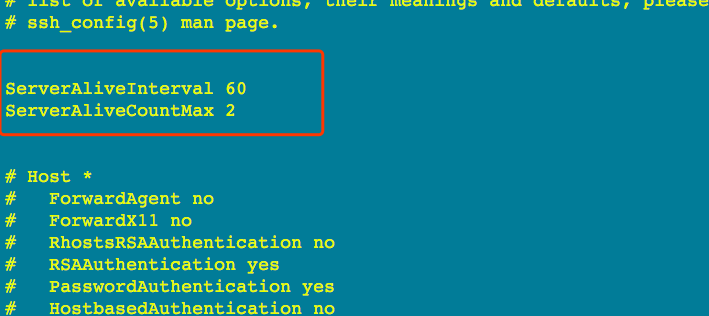 # list of available options, their meanings and defaults, please
# ssh_config(5) man page.
ServerAliveInterval 60
ServerAliveCountMax 2
# Host *
#   ForwardAgent no
#   ForwardX11 no
#   RhostsRSAAuthentication no
#   RSAAuthentication yes
#   PasswordAuthentication yes
#   HostbasedAuthentication no